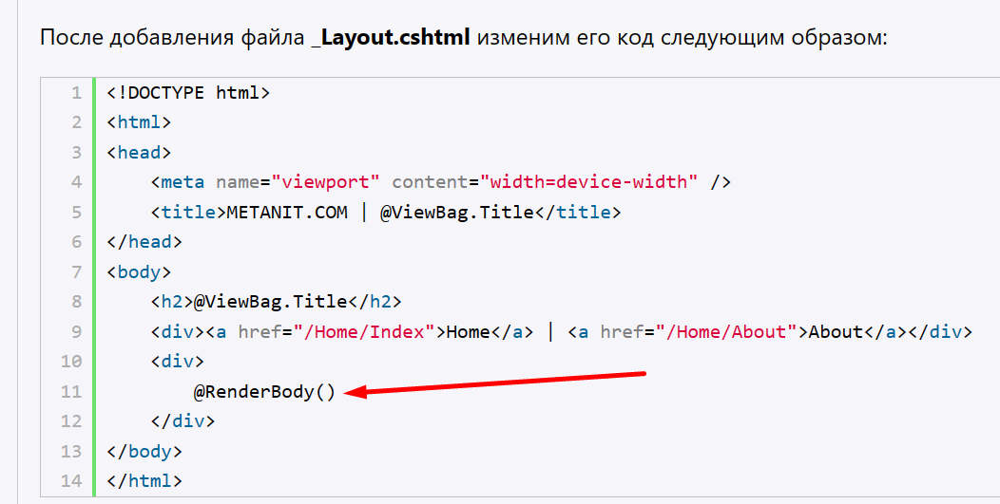 После добавления файла _Layout.cshtml изменим его код следующим образом:
1 <!DOCTYPE html>
2 <html>
3 <head>
4     <meta name="viewport" content="width=device-width" />
5     <title>METANIT.COM | @ViewBag.Title</title>
6 </head>
7 <body>
8     <h2>@ViewBag.Title</h2>
9     <div><a href="/Home/Index">Home</a> | <a href="/Home/About">About</a></div>
10     <div>
11         @RenderBody()
12     </div>
13 </body>
14 </html>